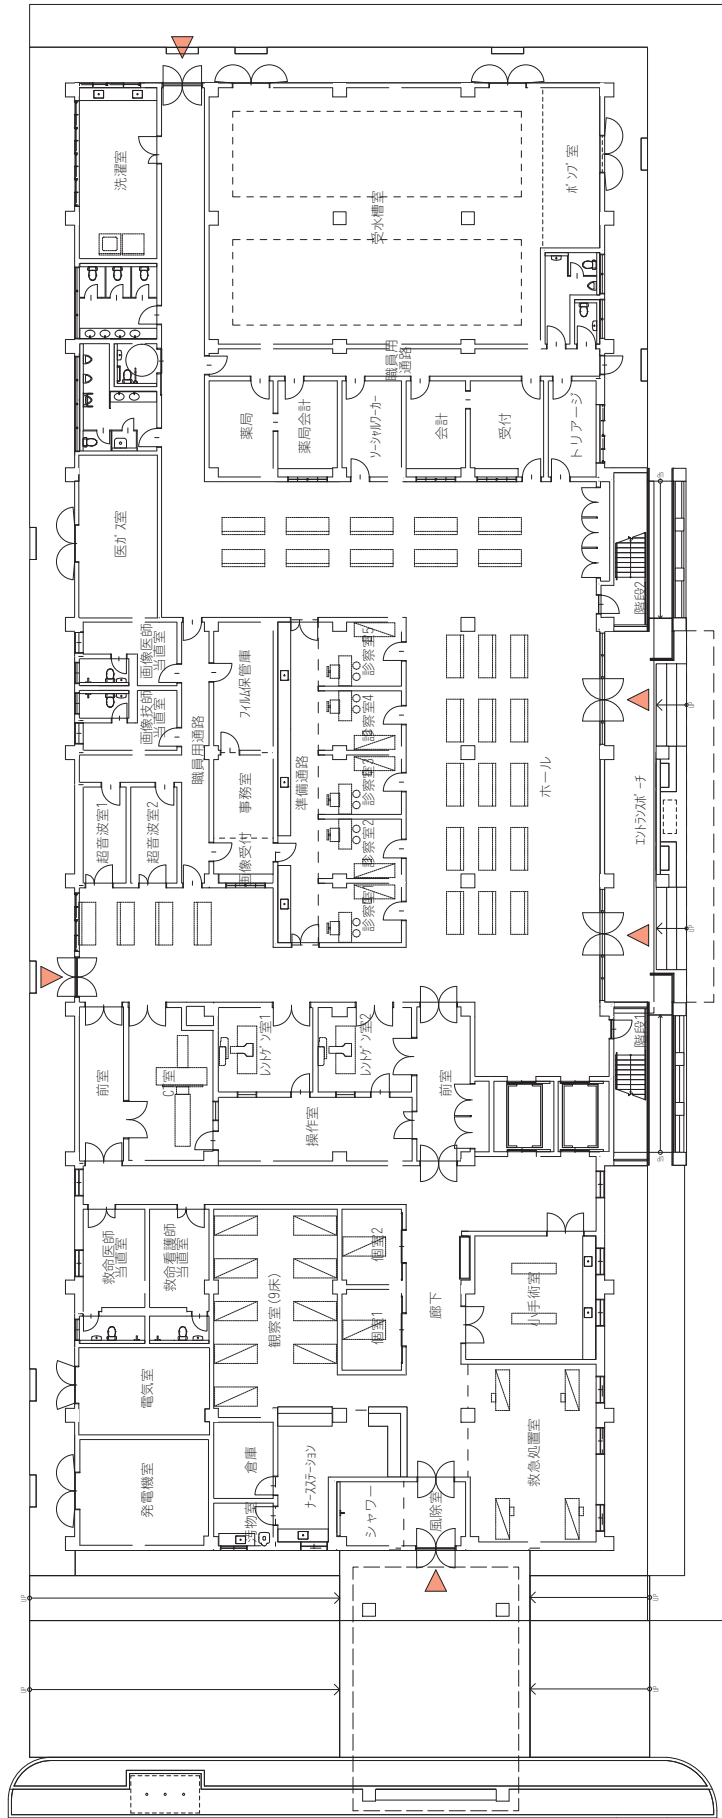 洗濯室
受水槽室
ポンプ室
職員用
通路
薬局
薬局会計
ソーシャルワーカー
会計
受付
トリアージ
医ガス室
UP
階段2
画像医師
当直室
画像技師
当直室
職員用通路
フィルム保管庫
事務室
画像受付
準備通路
診察室5
診察室4
診察室3
診察室2
診察室1
超音波室1
超音波室2
ホール
エントランスポーチ
UP
UP
前室
CT室
レントゲン室1
レントゲン室2
操作室
前室
階段1
UP
救命医師
当直室
救命看護師
当直室
観察室(9床)
個室2
個室1
廊下
小手術室
電気室
発電機室
倉庫
汚物室
ナースステーション
シャワー
風除室
救急処置室
UP
UP
UP
UP